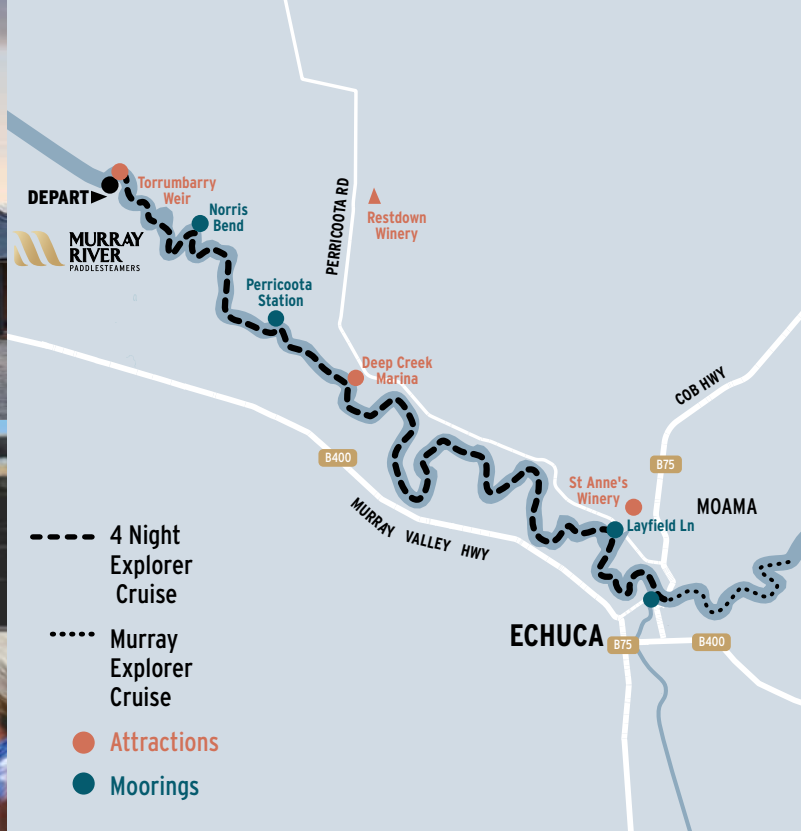 Torrumbarry
Weir
DEPART
Norris
Bend
MURRAY
RIVER
PADDLESTEAMERS
PERRICOOTA RD
Restdown
Winery
Perricoota
Station
Deep Creek
Marina
COB HWY
B400
B75
St Anne's
Winery
MOAMA
Layfield Ln
MURRAY VALLEY HWY
ECHUCA
B75
B400
4 Night
Explorer
Cruise
Murray
Explorer
Cruise
Attractions
Moorings